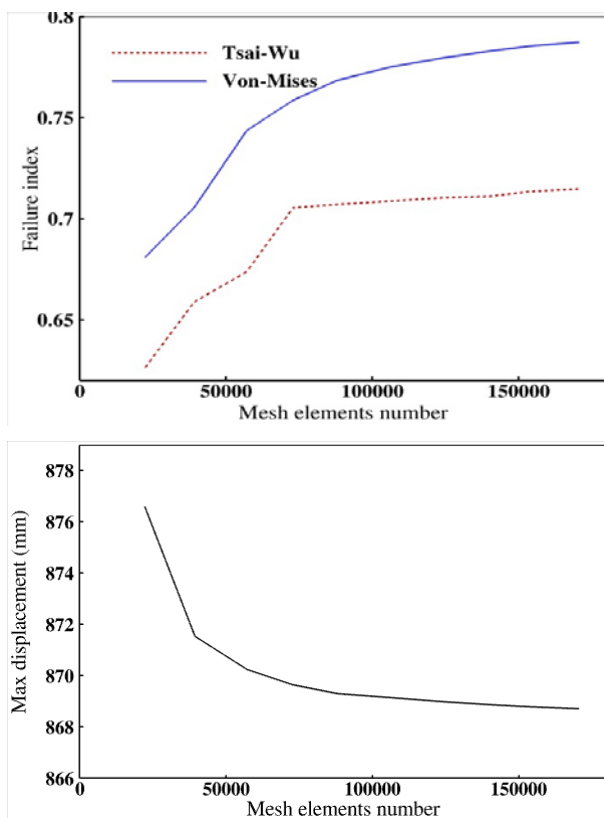 0.8
Tsai-Wu
Von-Mises
0.75
0.7
0.65
Failure index
0 50000 100000 150000
Mesh elements number
878
876
874
872
870
868
866
Max displacement (mm)
0 50000 100000 150000
Mesh elements number